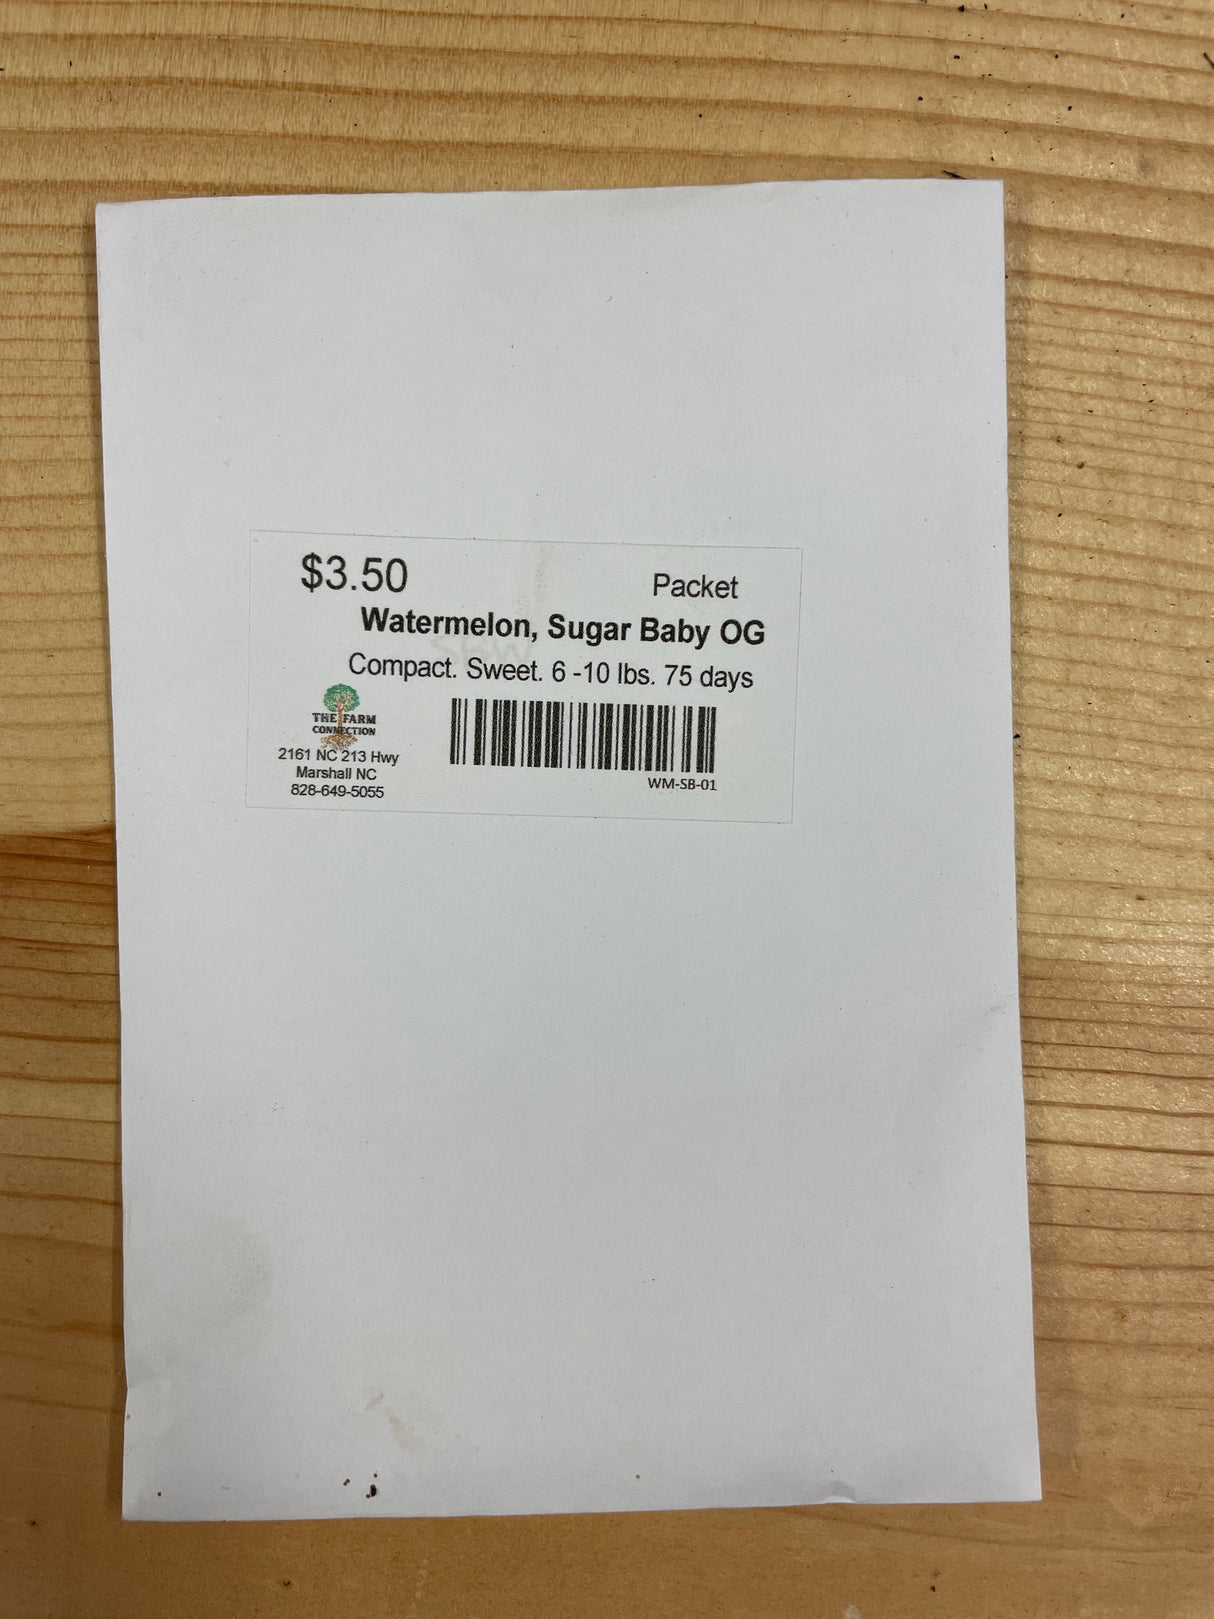 $3.50
Packet
Watermelon, Sugar Baby OG
Compact. Sweet. 6 -10 lbs. 75 days
THE FARM
CONNECTION
2161 NC 213 Hwy
Marshall NC
828-649-5055
WM-SB-01